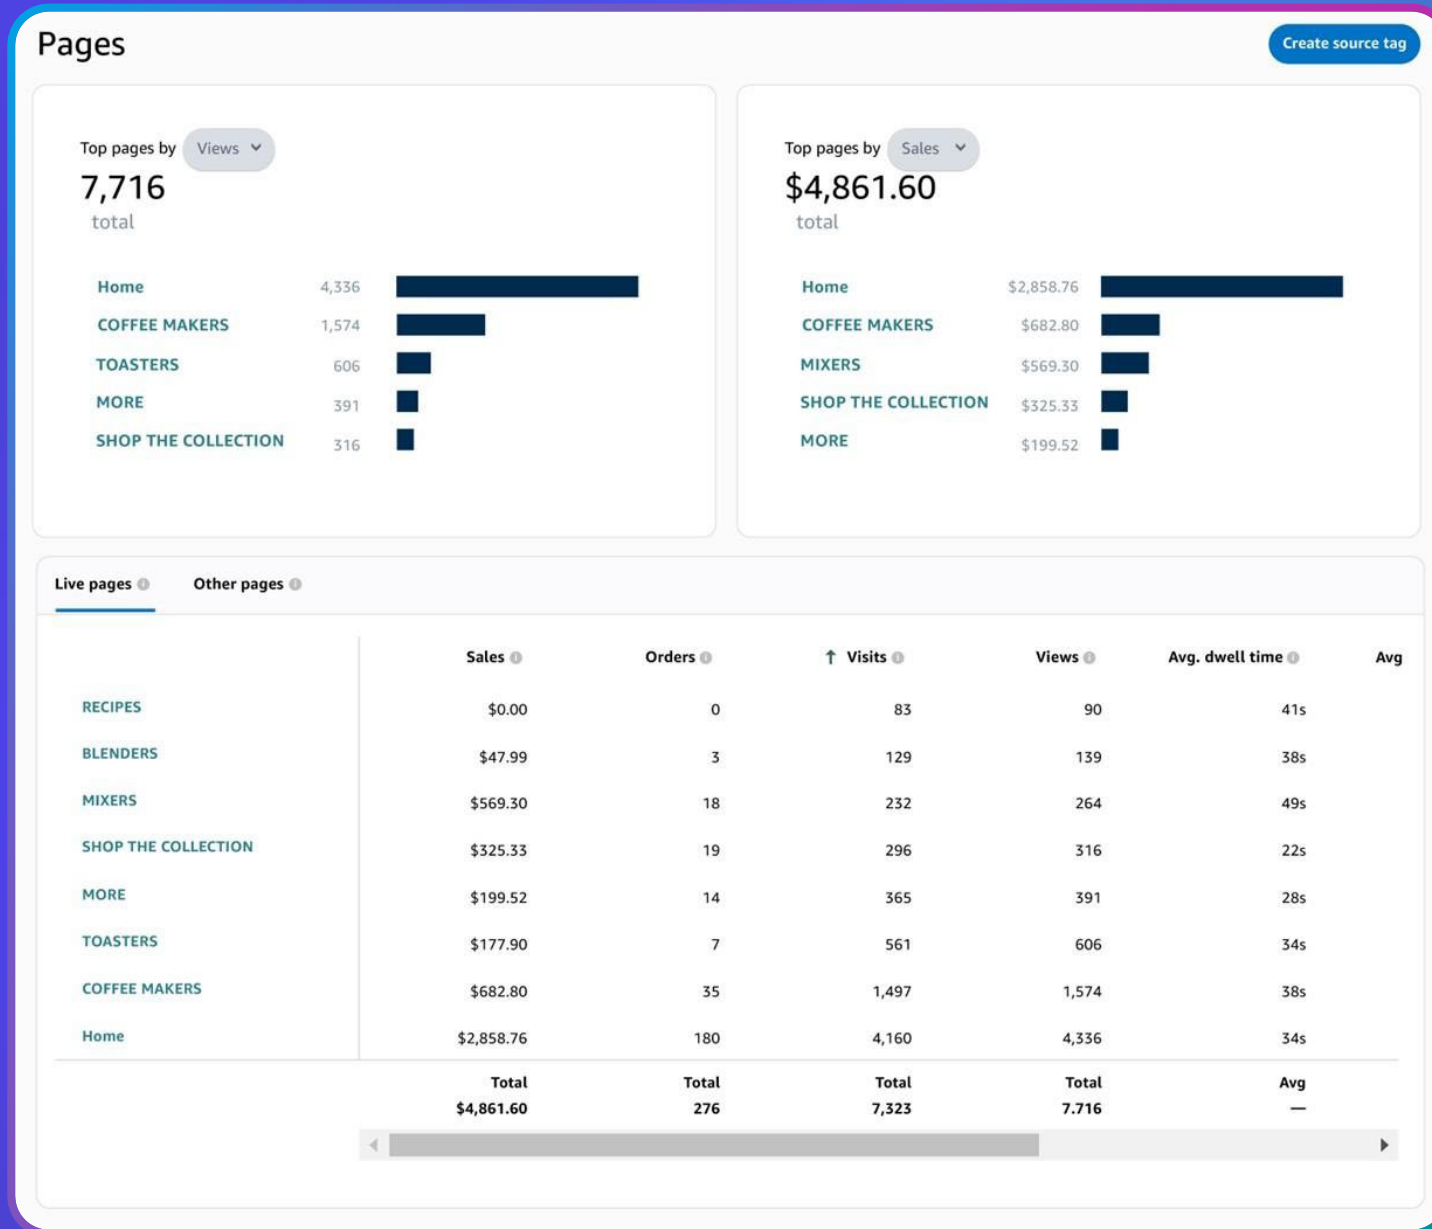 Pages
Create source tag
Top pages by Views
7,716
total
Home 4,336
COFFEE MAKERS 1,574
TOASTERS 606
MORE 391
SHOP THE COLLECTION 316
Top pages by Sales
$4,861.60
total
Home $2,858.76
COFFEE MAKERS $682.80
MIXERS $569.30
SHOP THE COLLECTION $325.33
MORE $199.52
Live pages Other pages
Sales Orders ↑ Visits Views Avg. dwell time Avg
RECIPES $0.00 0 83 90 41s
BLENDERS $47.99 3 129 139 38s
MIXERS $569.30 18 232 264 49s
SHOP THE COLLECTION $325.33 19 296 316 22s
MORE $199.52 14 365 391 28s
TOASTERS $177.90 7 561 606 34s
COFFEE MAKERS $682.80 35 1,497 1,574 38s
Home $2,858.76 180 4,160 4,336 34s
Total Total Total Total Avg
$4,861.60 276 7,323 7.716 —